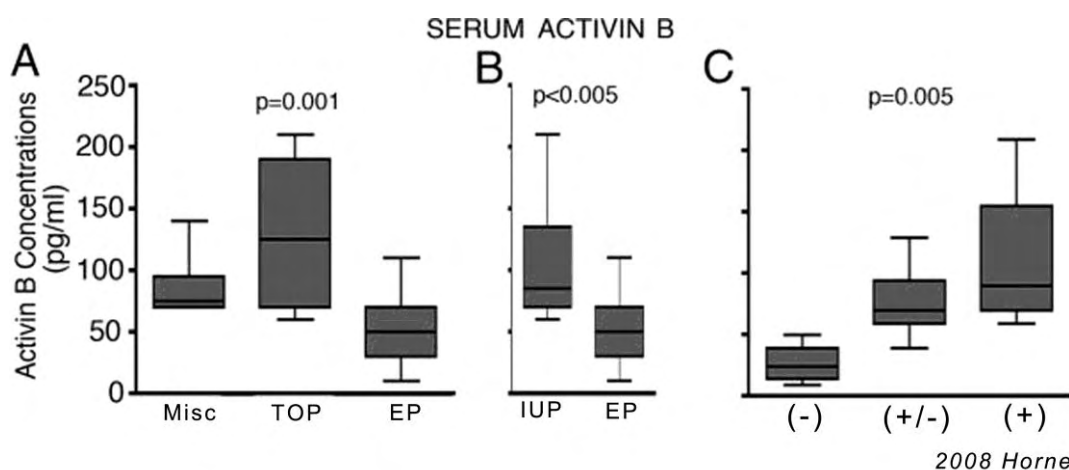 SERUM ACTIVIN B
A
B
C
Activin B Concentrations
(pg/ml)
250
200
150
100
50
0
p=0.001
p<0.005
p=0.005
Misc
TOP
EP
IUP
EP
(-)
(+/-)
(+)
2008 Horne